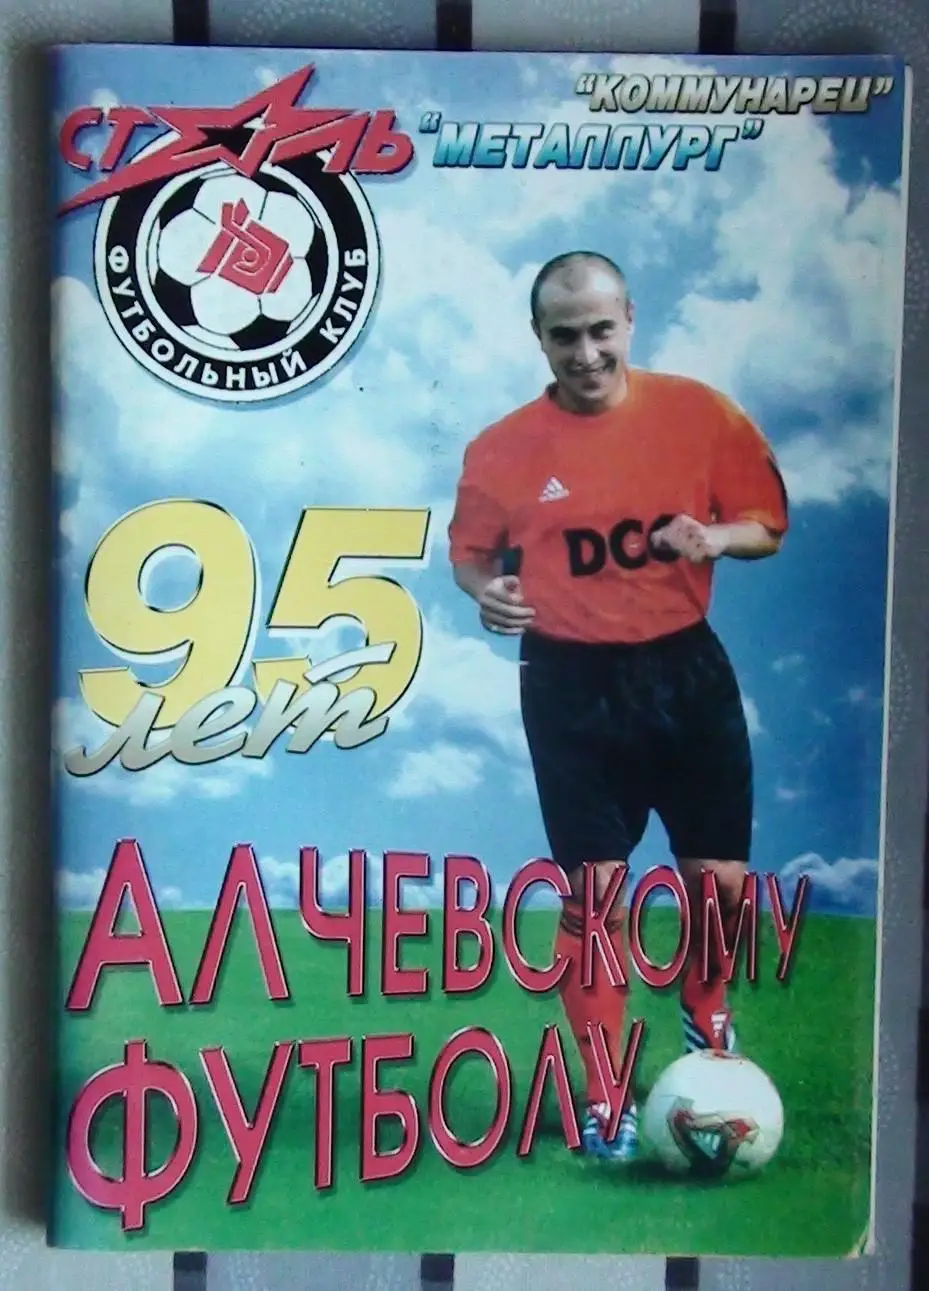 СТАЛЬ
"КОММУНАРЕЦ"
"МЕТАЛЛУРГ"
ФУТБОЛЬНЫЙ КЛУБ
95
лет
DCC
АЛЧЕВСКОМУ
ФУТБОЛУ